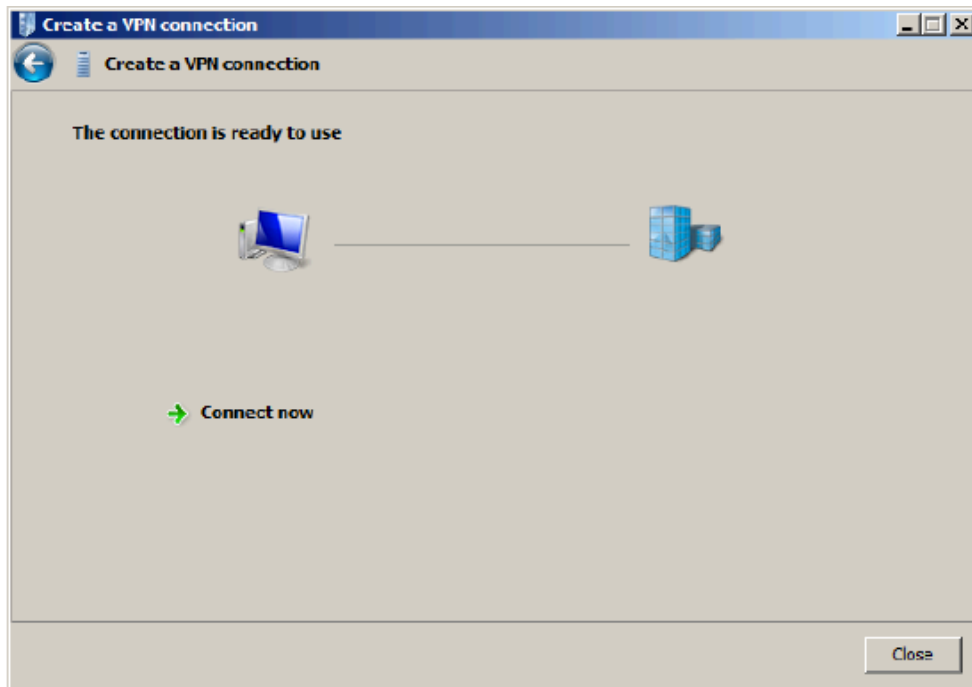 Create a VPN connection
Create a VPN connection
The connection is ready to use
Connect now
Close